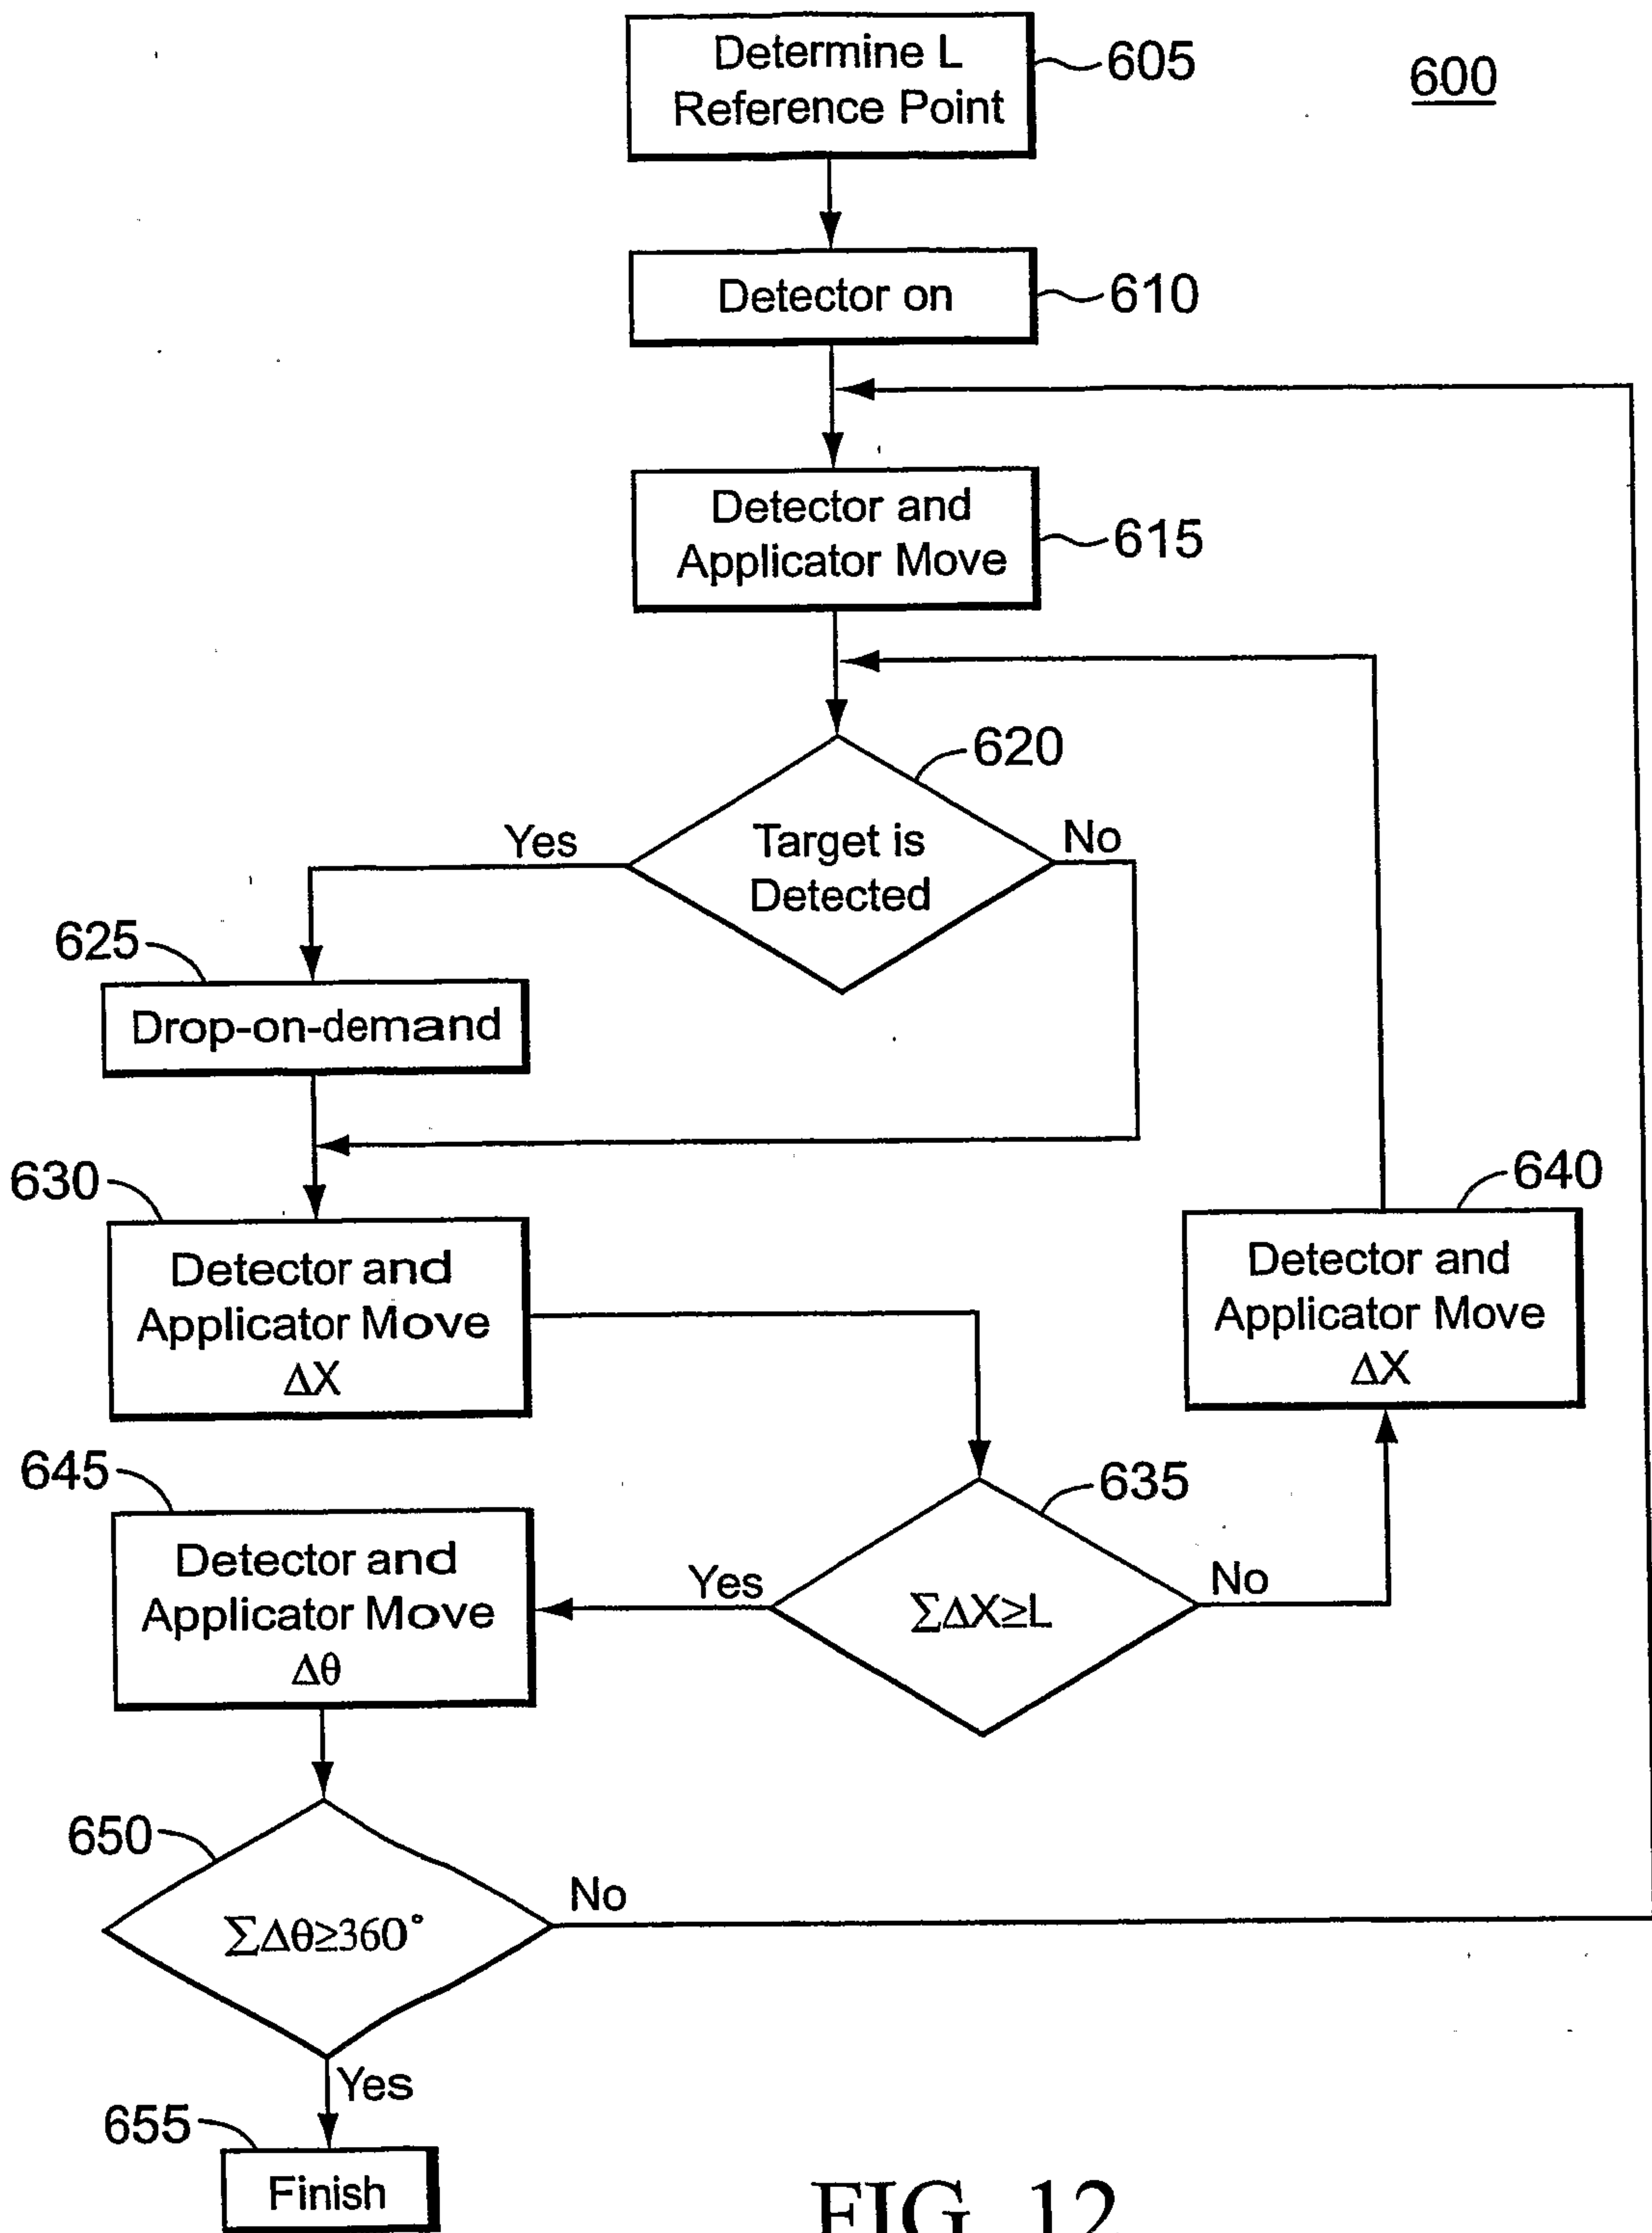 Determine L
Reference Point
605
600
Detector on
610
Detector and
Applicator Move
615
620
Target is
Detected
Yes
No
625
Drop-on-demand
630
Detector and
Applicator Move
ΔX
640
Detector and
Applicator Move
ΔX
635
ΣΔX≥L
Yes
No
645
Detector and
Applicator Move
Δθ
650
ΣΔθ≥360°
No
Yes
655
Finish
FIG. 12